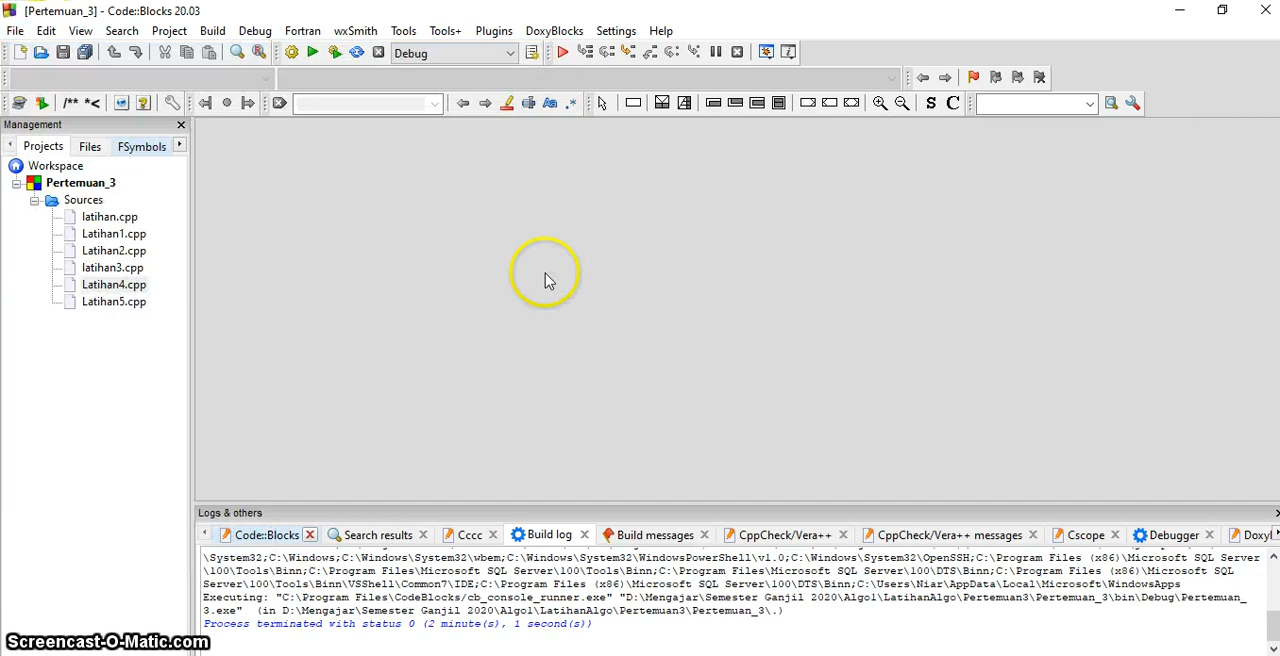 [Pertemuan_3] - Code::Blocks 20.03
File Edit View Search Project Build Debug Fortran wxSmith Tools Tools+ Plugins DoxyBlocks Settings Help
Debug
/** *< S C
Management
Projects Files FSymbols
Workspace
Pertemuan_3
Sources
latihan.cpp
Latihan1.cpp
Latihan2.cpp
latihan3.cpp
Latihan4.cpp
Latihan5.cpp
Logs & others
Code::Blocks Search results Cccc Build log Build messages CppCheck/Vera++ CppCheck/Vera++ messages Cscope Debugger Doxyl
\System32;C:\Windows;C:\Windows\System32\wbem;C:\Windows\System32\WindowsPowerShell\v1.0;C:\Windows\System32\OpenSSH;C:\Program Files\Microsoft SQL Server
\100\Tools\Binn;C:\Program Files\Microsoft SQL Server\100\DTS\Binn;C:\Program Files (x86)\Microsoft SQL Server\100\Tools\Binn;C:\Program Files (x86)\Microsoft SQL
Server\100\Tools\Binn\VSShell\Common7\IDE;C:\Program Files (x86)\Microsoft SQL Server\100\DTS\Binn;C:\Users\Niar\AppData\Local\Microsoft\WindowsApps
Executing: "C:\Program Files\CodeBlocks/cb_console_runner.exe" "D:\Mengajar\Semester Ganjil 2020\Algo1\LatihanAlgo\Pertemuan3\Pertemuan_3\bin\Debug\Pertemuan_
3.exe" (in D:\Mengajar\Semester Ganjil 2020\Algo1\LatihanAlgo\Pertemuan3\Pertemuan_3\.)
Process terminated with status 0 (2 minute(s), 1 second(s))
Screencast-O-Matic.com